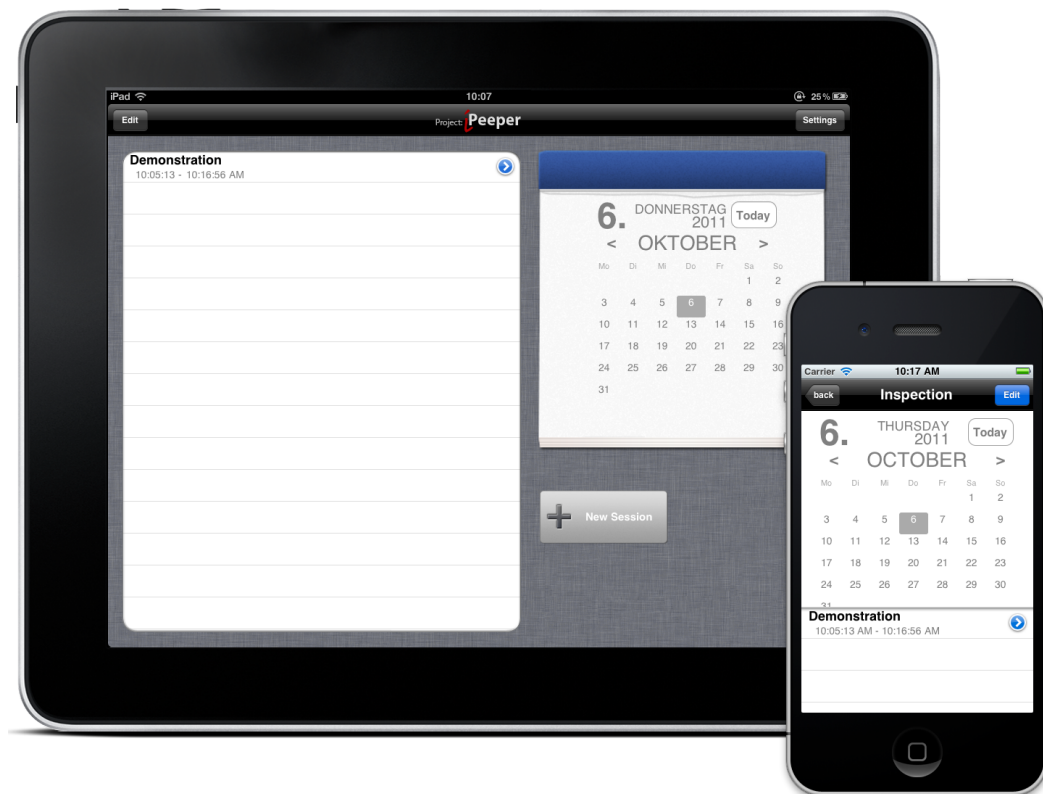 iPad 10:07 25 %
Edit Project: iPeeper Settings
Demonstration
10:05:13 - 10:16:56 AM
6. DONNERSTAG
2011
Today
< OKTOBER >
Mo Di Mi Do Fr Sa So
1 2
3 4 5 6 7 8 9
10 11 12 13 14 15 16
17 18 19 20 21 22 23
24 25 26 27 28 29 30
31
New Session
Carrier 10:17 AM
back Inspection Edit
6. THURSDAY
2011
Today
< OCTOBER >
Mo Di Mi Do Fr Sa So
1 2
3 4 5 6 7 8 9
10 11 12 13 14 15 16
17 18 19 20 21 22 23
24 25 26 27 28 29 30
31
Demonstration
10:05:13 AM - 10:16:56 AM